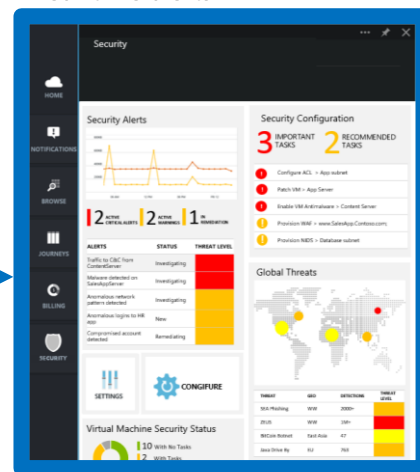 Security
HOME
NOTIFICATIONS
BROWSE
JOURNEYS
BILLING
SECURITY
Security Alerts
2 ACTIVE CRITICAL ALERTS
2 ACTIVE WARNINGS
1 IN REMEDIATION
ALERTS STATUS THREAT LEVEL
Traffic to C&C from
ContentServer Investigating
Malware detected on
SalesAppServer Investigating
Anomalous network
pattern detected Investigating
Anomalous logins to HR
app New
Compromised account
detected Remediating
SETTINGS
CONGIFURE
Virtual Machine Security Status
10 With No Tasks
2 With Tasks
Security Configuration
3 IMPORTANT TASKS
2 RECOMMENDED TASKS
Configure ACL > App subnet
Patch VM > App Server
Enable VM Antimalware > Content Server
Provision WAF > www.SalesApp.Contoso.com;
Provision NIDS > Database subnet
Global Threats
THREAT GEO DETECTIONS THREAT LEVEL
Phishing WW 2000+
ZEUS WW
BitCoin Botnet East Asia 47
Java Drive By 763